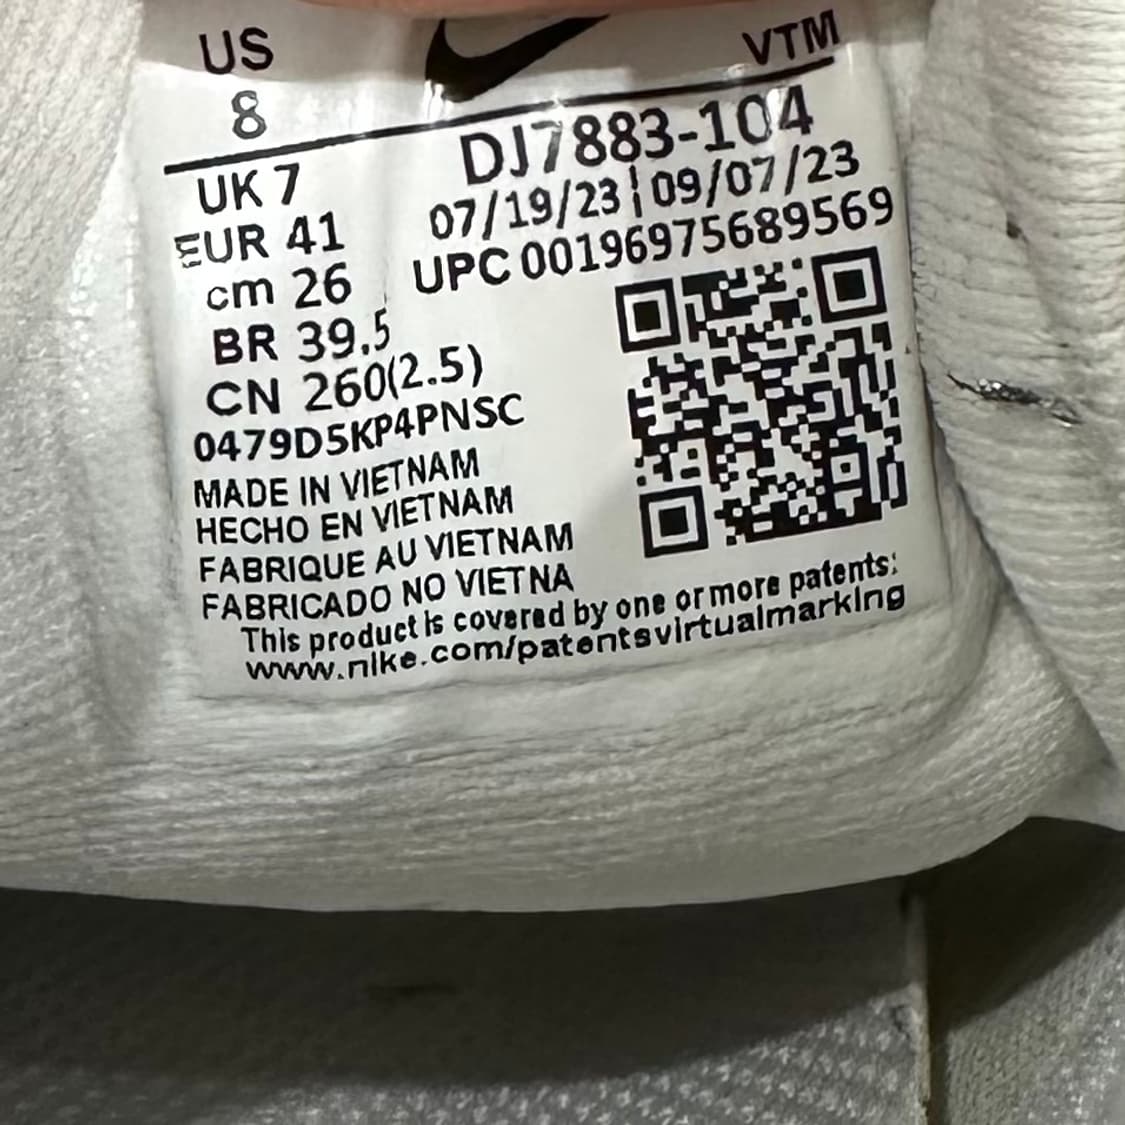 US
8
VTM
DJ7883-104
07/19/23 | 09/07/23
UPC 00196975689569
UK 7
EUR 41
cm 26
BR 39.5
CN 260(2.5)
0479D5KP4PNSC
MADE IN VIETNAM
HECHO EN VIETNAM
FABRIQUE AU VIETNAM
FABRICADO NO VIETNA
This product is covered by one or more patents:
www.nike.com/patentsvirtualmarking